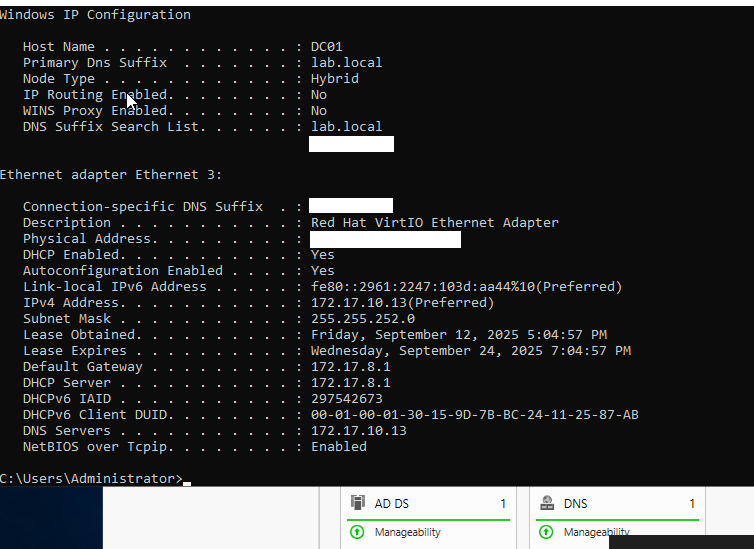 Windows IP Configuration
Host Name . . . . . . . . . . . . : DC01
Primary Dns Suffix  . . . . . . . : lab.local
Node Type . . . . . . . . . . . . : Hybrid
IP Routing Enabled. . . . . . . . : No
WINS Proxy Enabled. . . . . . . . : No
DNS Suffix Search List. . . . . . : lab.local
Ethernet adapter Ethernet 3:
Connection-specific DNS Suffix  . :
Description . . . . . . . . . . . : Red Hat VirtIO Ethernet Adapter
Physical Address. . . . . . . . . :
DHCP Enabled. . . . . . . . . . . : Yes
Autoconfiguration Enabled . . . . : Yes
Link-local IPv6 Address . . . . . : fe80::2961:2247:103d:aa44%10(Preferred)
IPv4 Address. . . . . . . . . . . : 172.17.10.13(Preferred)
Subnet Mask . . . . . . . . . . . : 255.255.252.0
Lease Obtained. . . . . . . . . . : Friday, September 12, 2025 5:04:57 PM
Lease Expires . . . . . . . . . . : Wednesday, September 24, 2025 7:04:57 PM
Default Gateway . . . . . . . . . : 172.17.8.1
DHCP Server . . . . . . . . . . . : 172.17.8.1
DHCPv6 IAID . . . . . . . . . . . : 297542673
DHCPv6 Client DUID. . . . . . . . : 00-01-00-01-30-15-9D-7B-BC-24-11-25-87-AB
DNS Servers . . . . . . . . . . . : 172.17.10.13
NetBIOS over Tcpip. . . . . . . . : Enabled
C:\Users\Administrator>
AD DS 1 DNS 1
Manageability Manageability